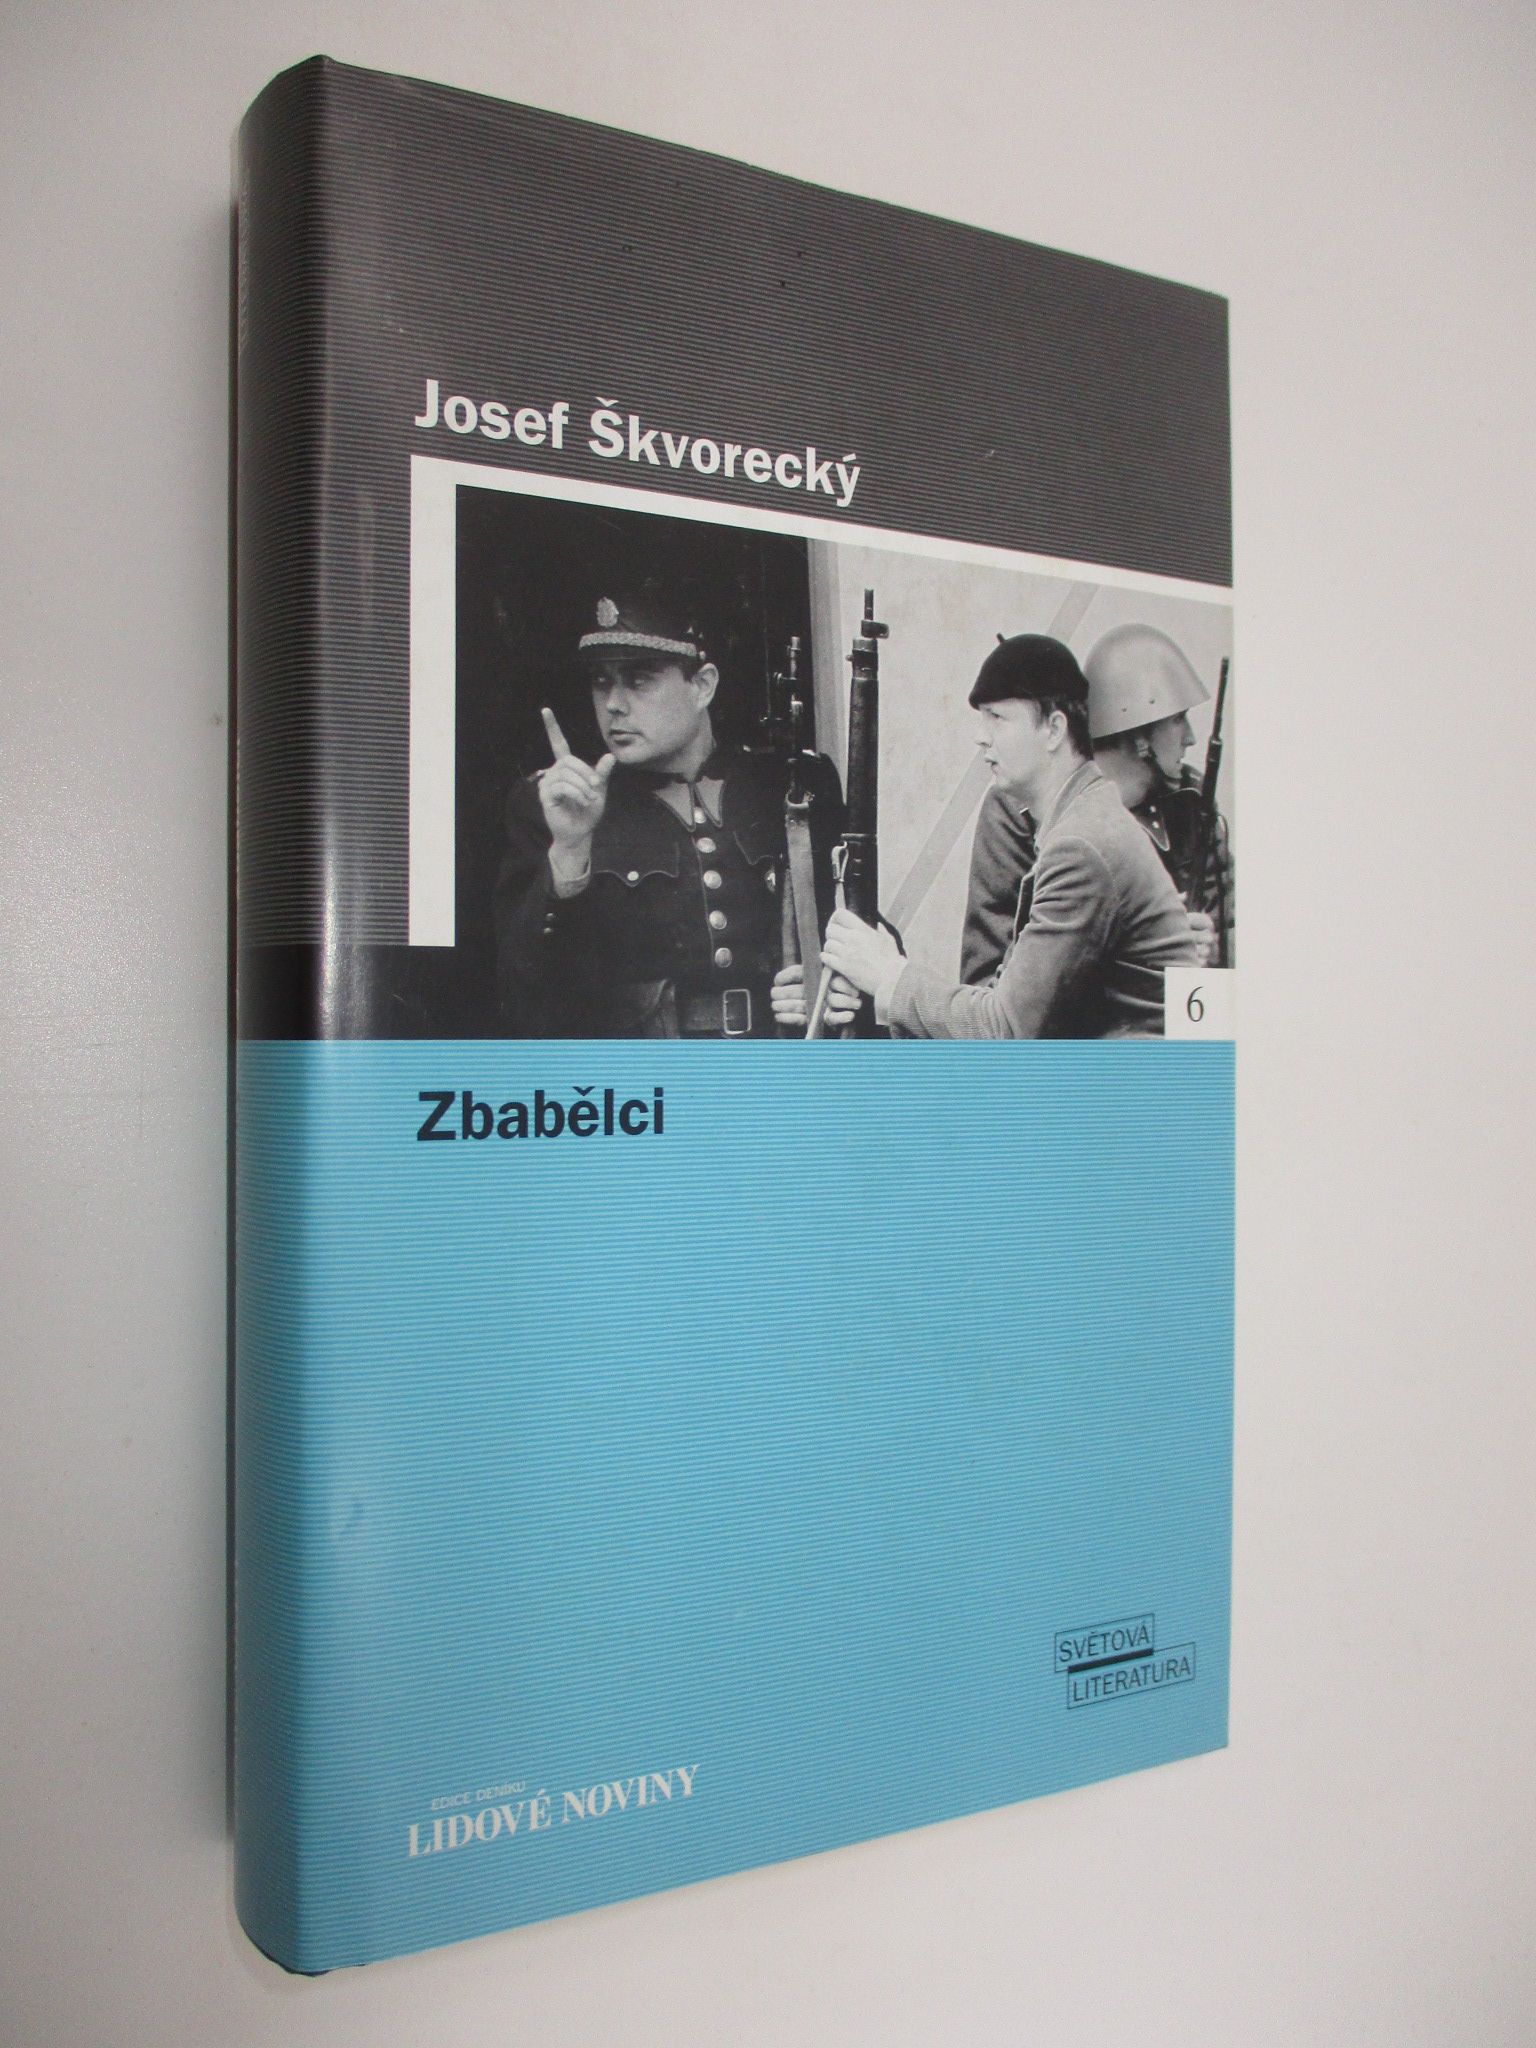 Josef Škvorecký
6
Zbabělci
SVĚTOVÁ
LITERATURA
EDICE DENÍKU
LIDOVÉ NOVINY